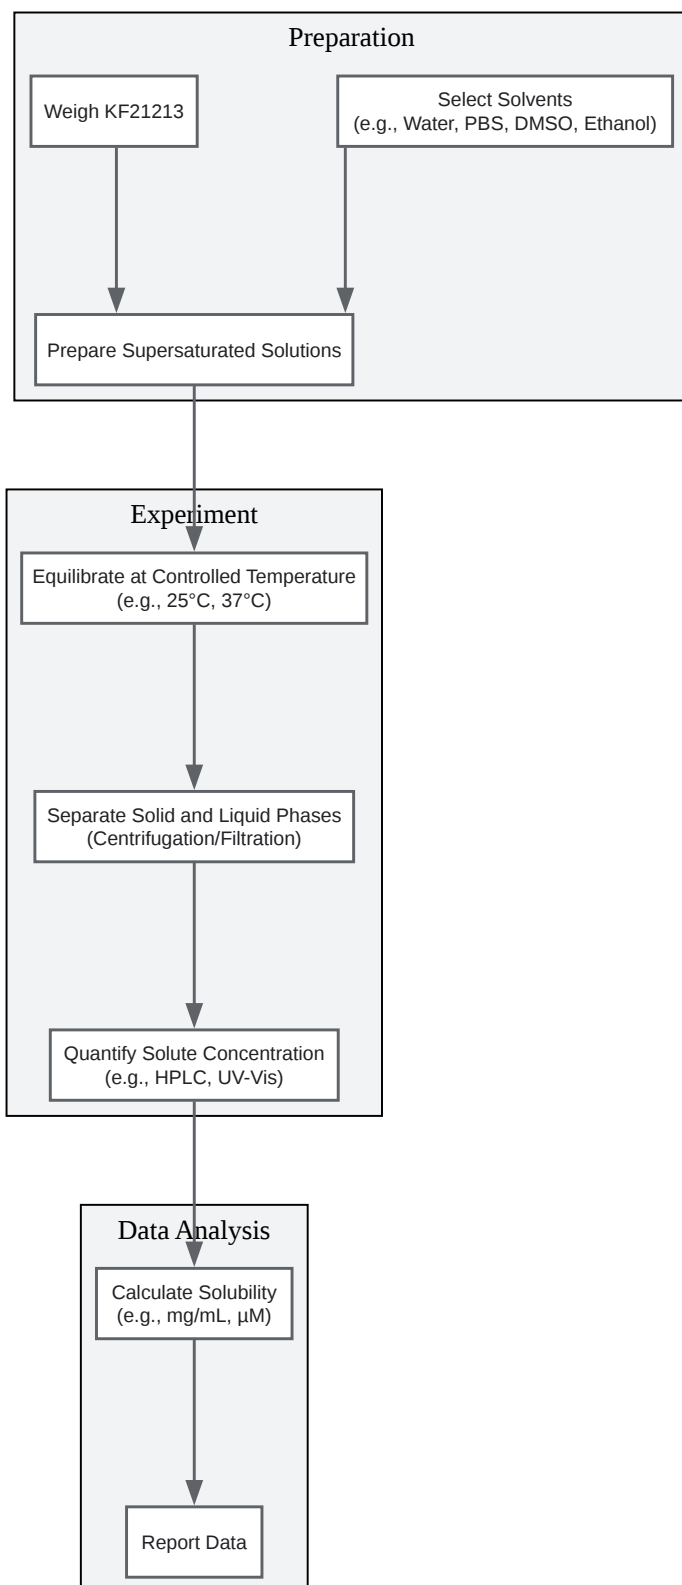 Preparation
Weigh KF21213
Select Solvents
(e.g., Water, PBS, DMSO, Ethanol)
Prepare Supersaturated Solutions
Experiment
Equilibrate at Controlled Temperature
(e.g., 25°C, 37°C)
Separate Solid and Liquid Phases
(Centrifugation/Filtration)
Quantify Solute Concentration
(e.g., HPLC, UV-Vis)
Data Analysis
Calculate Solubility
(e.g., mg/mL, µM)
Report Data